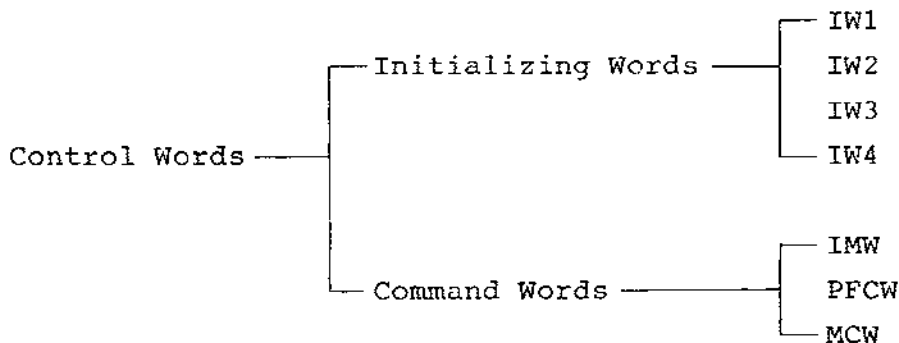 IW1
Initializing Words
IW2
IW3
Control Words
IW4
IMW
Command Words
PFCW
MCW